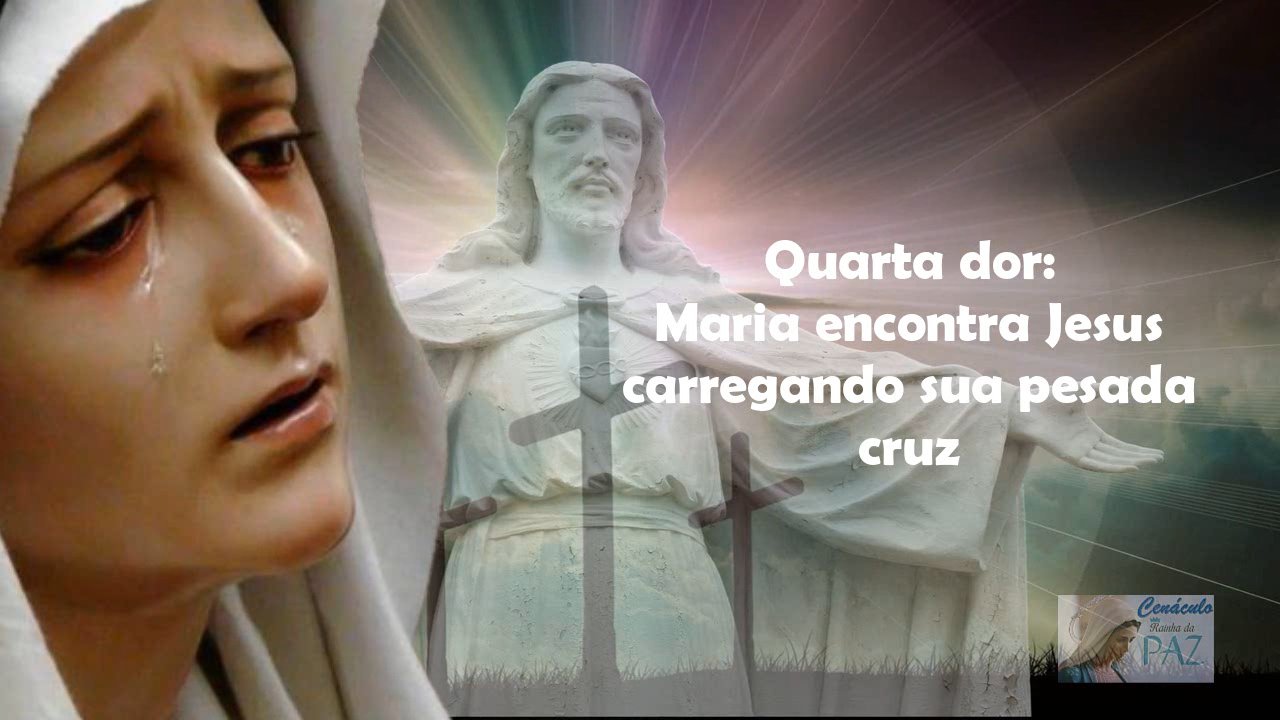 Quarta dor:
Maria encontra Jesus
carregando sua pesada
cruz
Cenáculo
Rainha da
PAZ